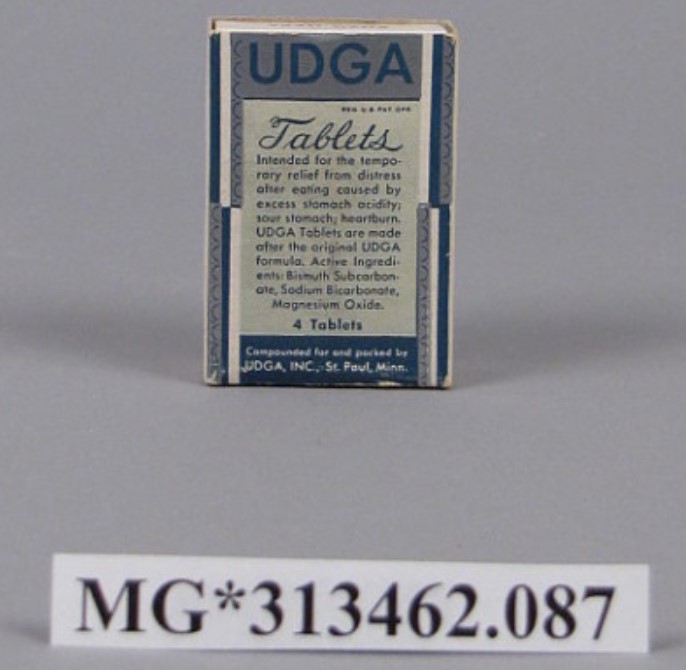 UDGA
REG. U.S. PAT. OFF.
Tablets
Intended for the tempo-
rary relief from distress
after eating caused by
excess stomach acidity;
sour stomach; heartburn.
UDGA Tablets are made
after the original UDGA
formula. Active Ingredi-
ents: Bismuth Subcarbon-
ate, Sodium Bicarbonate,
Magnesium Oxide.
4 Tablets
Compounded for and packed by
UDGA, INC., St. Paul, Minn.
MG*313462.087